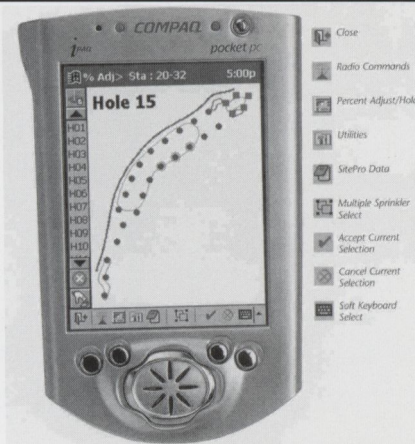 COMPAQ
iPAQ
pocket pc
% Adj> Sta : 20-32 5:00p
Hole 15
H01
H02
H03
H04
H05
H06
H07
H08
H09
H10
Close
Radio Commands
Percent Adjust/Hole
Utilities
SitePro Data
Multiple Sprinkler
Select
Accept Current
Selection
Cancel Current
Selection
Soft Keyboard
Select